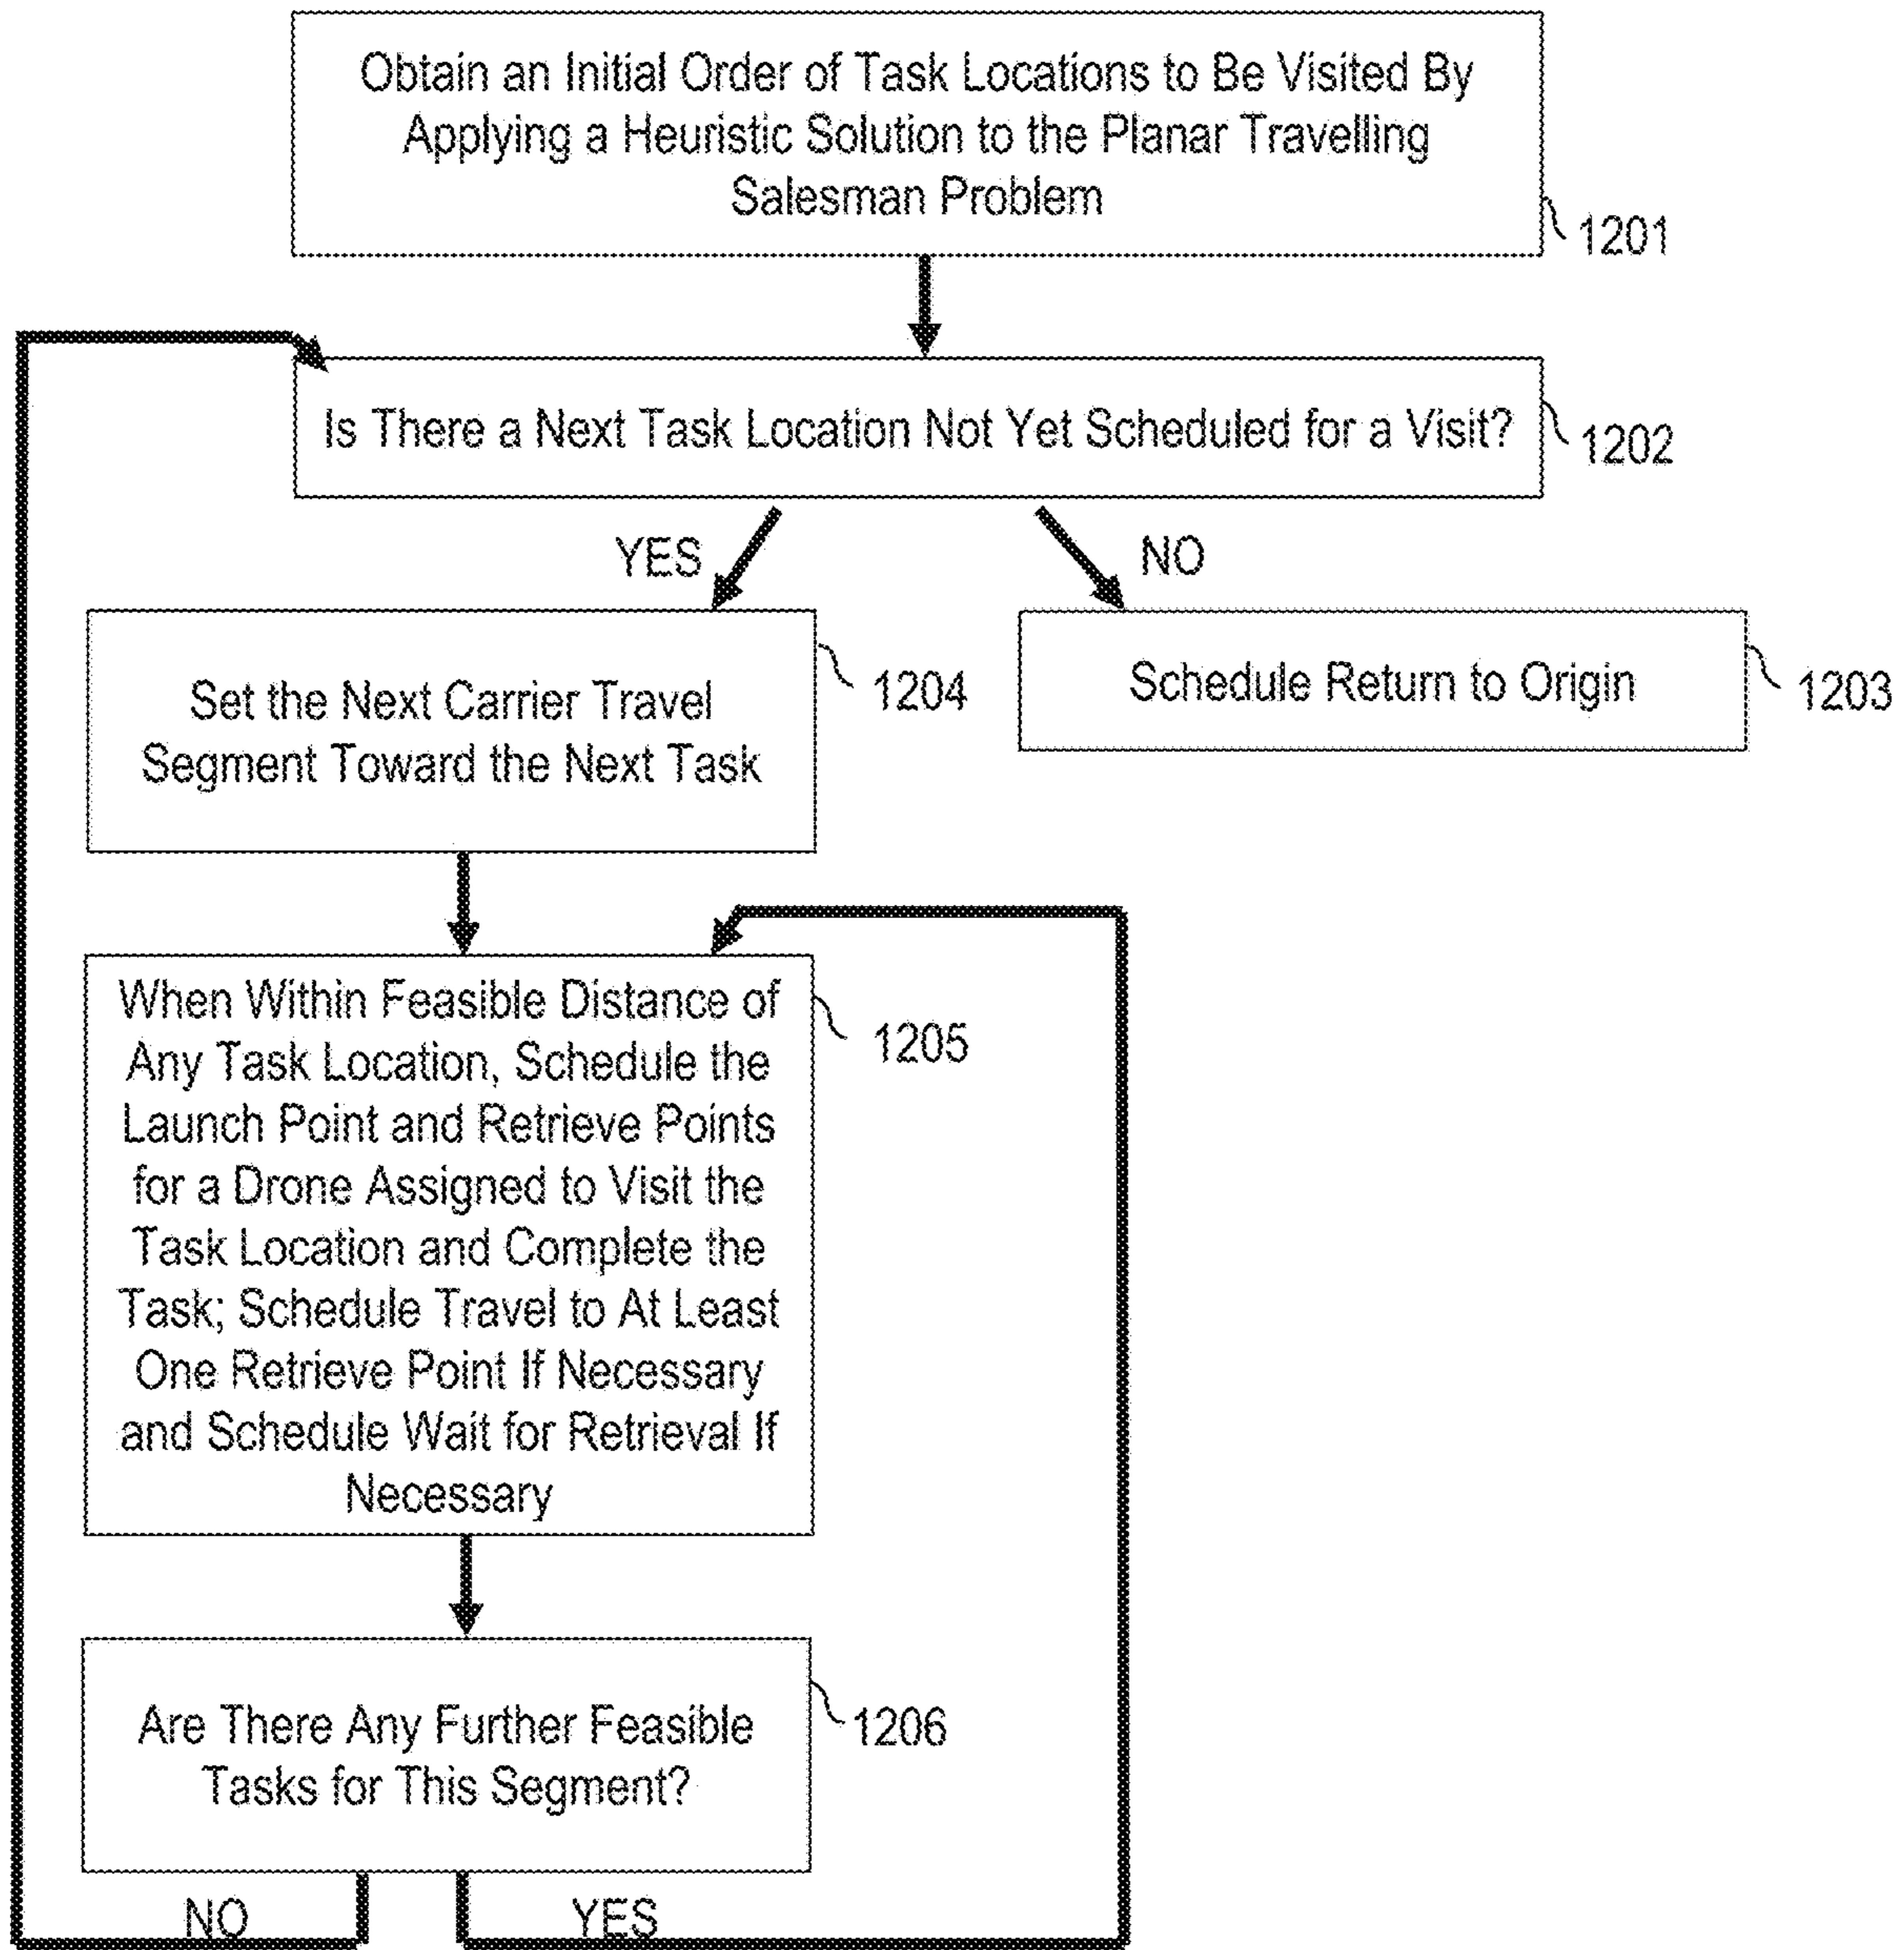 Obtain an Initial Order of Task Locations to Be Visited By
Applying a Heuristic Solution to the Planar Travelling
Salesman Problem
1201
Is There a Next Task Location Not Yet Scheduled for a Visit?
1202
YES
NO
Set the Next Carrier Travel
Segment Toward the Next Task
1204
Schedule Return to Origin
1203
When Within Feasible Distance of
Any Task Location, Schedule the
Launch Point and Retrieve Points
for a Drone Assigned to Visit the
Task Location and Complete the
Task; Schedule Travel to At Least
One Retrieve Point If Necessary
and Schedule Wait for Retrieval If
Necessary
1205
Are There Any Further Feasible
Tasks for This Segment?
1206
NO
YES